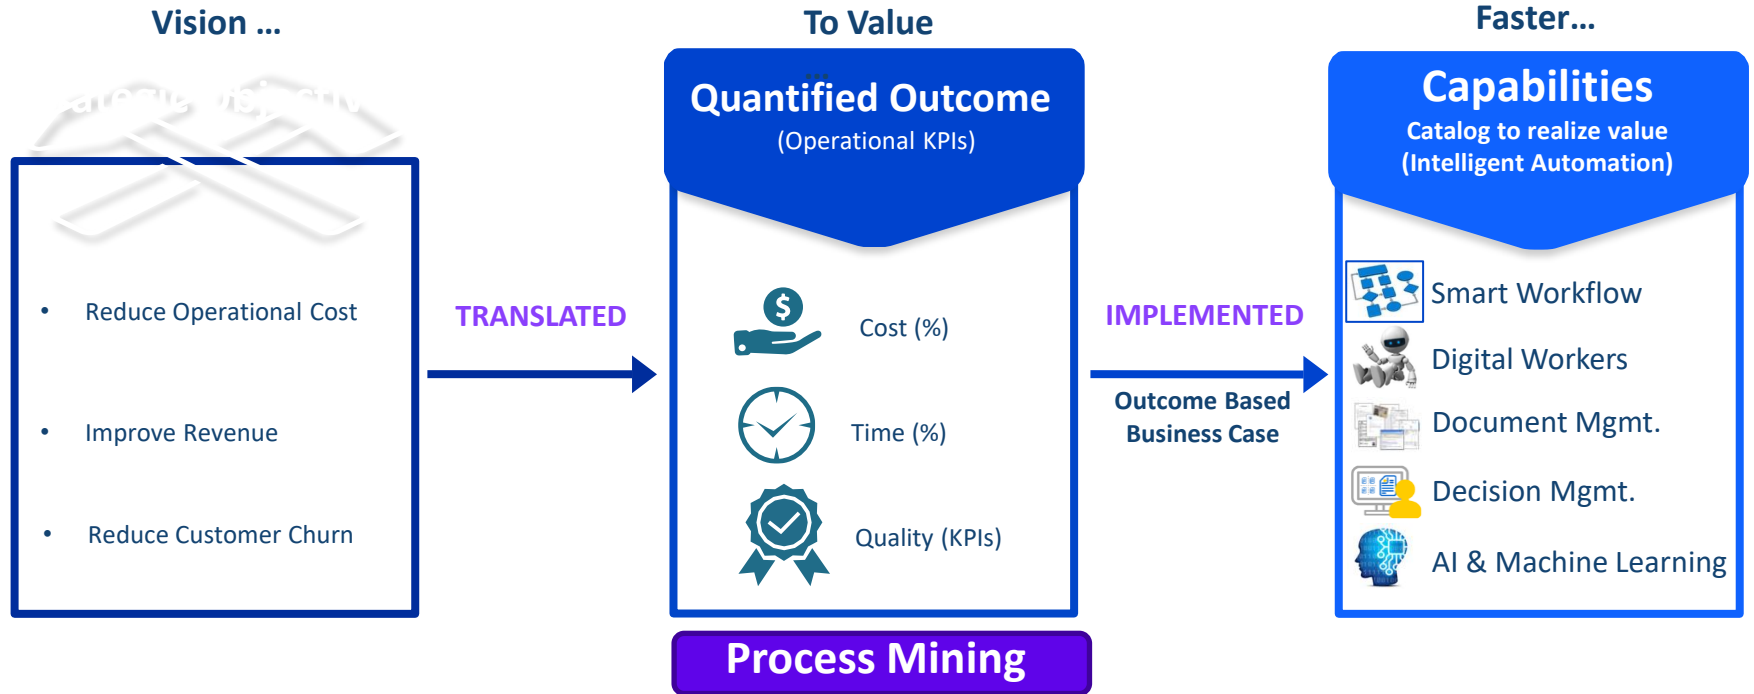 Vision ...
Reduce Operational Cost
Improve Revenue
Reduce Customer Churn
TRANSLATED
To Value
...
Quantified Outcome
(Operational KPIs)
Cost (%)
Time (%)
Quality (KPIs)
Process Mining
IMPLEMENTED
Outcome Based
Business Case
Faster...
Capabilities
Catalog to realize value
(Intelligent Automation)
Smart Workflow
Digital Workers
Document Mgmt.
Decision Mgmt.
AI & Machine Learning